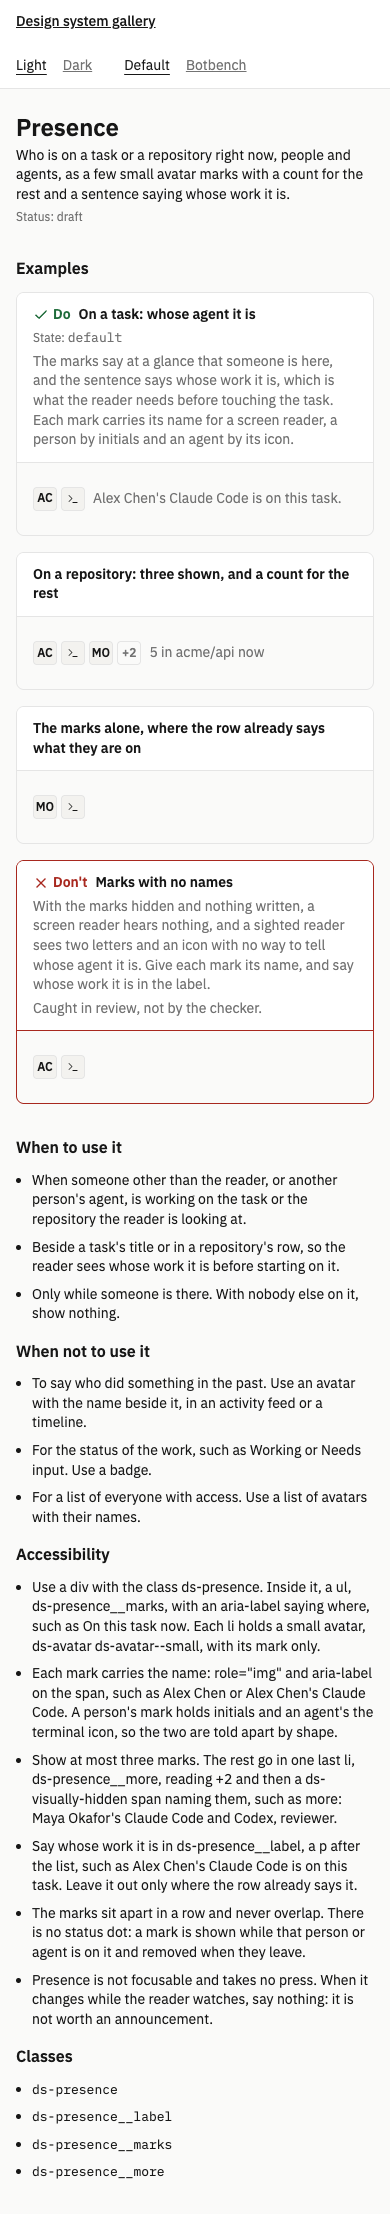 Design system gallery
Light Dark Default Botbench
Presence
Who is on a task or a repository right now, people and
agents, as a few small avatar marks with a count for the
rest and a sentence saying whose work it is.
Status: draft
Examples
Do On a task: whose agent it is
State: default
The marks say at a glance that someone is here,
and the sentence says whose work it is, which is
what the reader needs before touching the task.
Each mark carries its name for a screen reader, a
person by initials and an agent by its icon.
AC Alex Chen's Claude Code is on this task.
On a repository: three shown, and a count for the
rest
AC MO +2 5 in acme/api now
The marks alone, where the row already says
what they are on
MO
Don't Marks with no names
With the marks hidden and nothing written, a
screen reader hears nothing, and a sighted reader
sees two letters and an icon with no way to tell
whose agent it is. Give each mark its name, and say
whose work it is in the label.
Caught in review, not by the checker.
AC
When to use it
When someone other than the reader, or another
person's agent, is working on the task or the
repository the reader is looking at.
Beside a task's title or in a repository's row, so the
reader sees whose work it is before starting on it.
Only while someone is there. With nobody else on it,
show nothing.
When not to use it
To say who did something in the past. Use an avatar
with the name beside it, in an activity feed or a
timeline.
For the status of the work, such as Working or Needs
input. Use a badge.
For a list of everyone with access. Use a list of avatars
with their names.
Accessibility
Use a div with the class ds-presence. Inside it, a ul,
ds-presence__marks, with an aria-label saying where,
such as On this task now. Each li holds a small avatar,
ds-avatar ds-avatar--small, with its mark only.
Each mark carries the name: role="img" and aria-label
on the span, such as Alex Chen or Alex Chen's Claude
Code. A person's mark holds initials and an agent's the
terminal icon, so the two are told apart by shape.
Show at most three marks. The rest go in one last li,
ds-presence__more, reading +2 and then a ds-
visually-hidden span naming them, such as more:
Maya Okafor's Claude Code and Codex, reviewer.
Say whose work it is in ds-presence__label, a p after
the list, such as Alex Chen's Claude Code is on this
task. Leave it out only where the row already says it.
The marks sit apart in a row and never overlap. There
is no status dot: a mark is shown while that person or
agent is on it and removed when they leave.
Presence is not focusable and takes no press. When it
changes while the reader watches, say nothing: it is
not worth an announcement.
Classes
ds-presence
ds-presence__label
ds-presence__marks
ds-presence__more